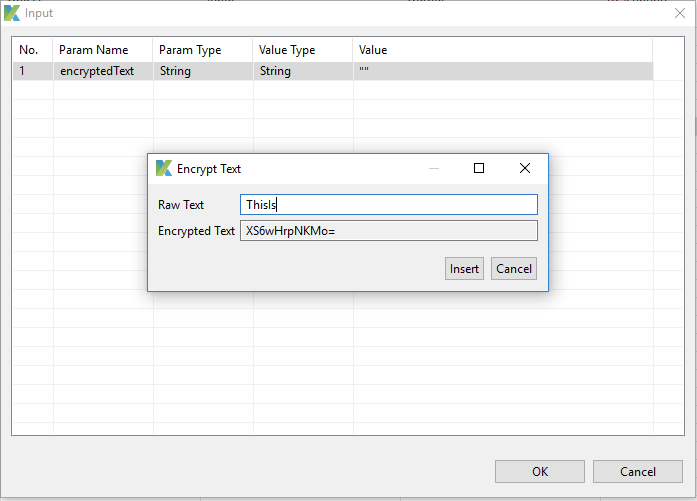 Input
No. Param Name Param Type Value Type Value
1 encryptedText String String ""
Encrypt Text
Raw Text ThisIs
Encrypted Text XS6wHrpNKMo=
Insert Cancel
OK Cancel